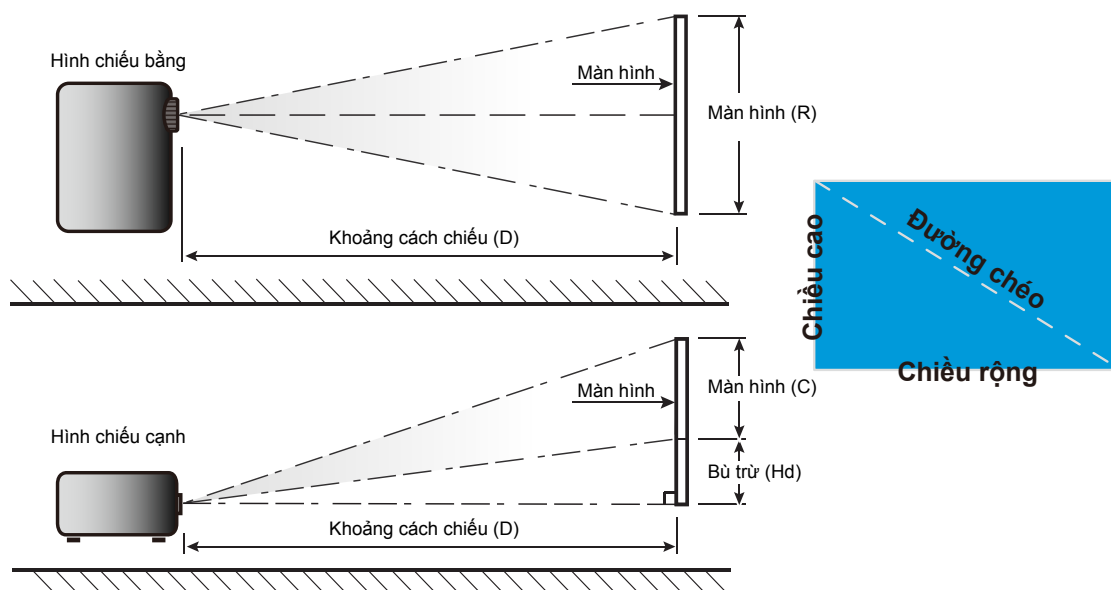 Hình chiếu bằng
Màn hình
Màn hình (R)
Khoảng cách chiếu (D)
Chiều cao
Đường chéo
Chiều rộng
Màn hình
Màn hình (C)
Hình chiếu cạnh
Bù trừ (Hd)
Khoảng cách chiếu (D)